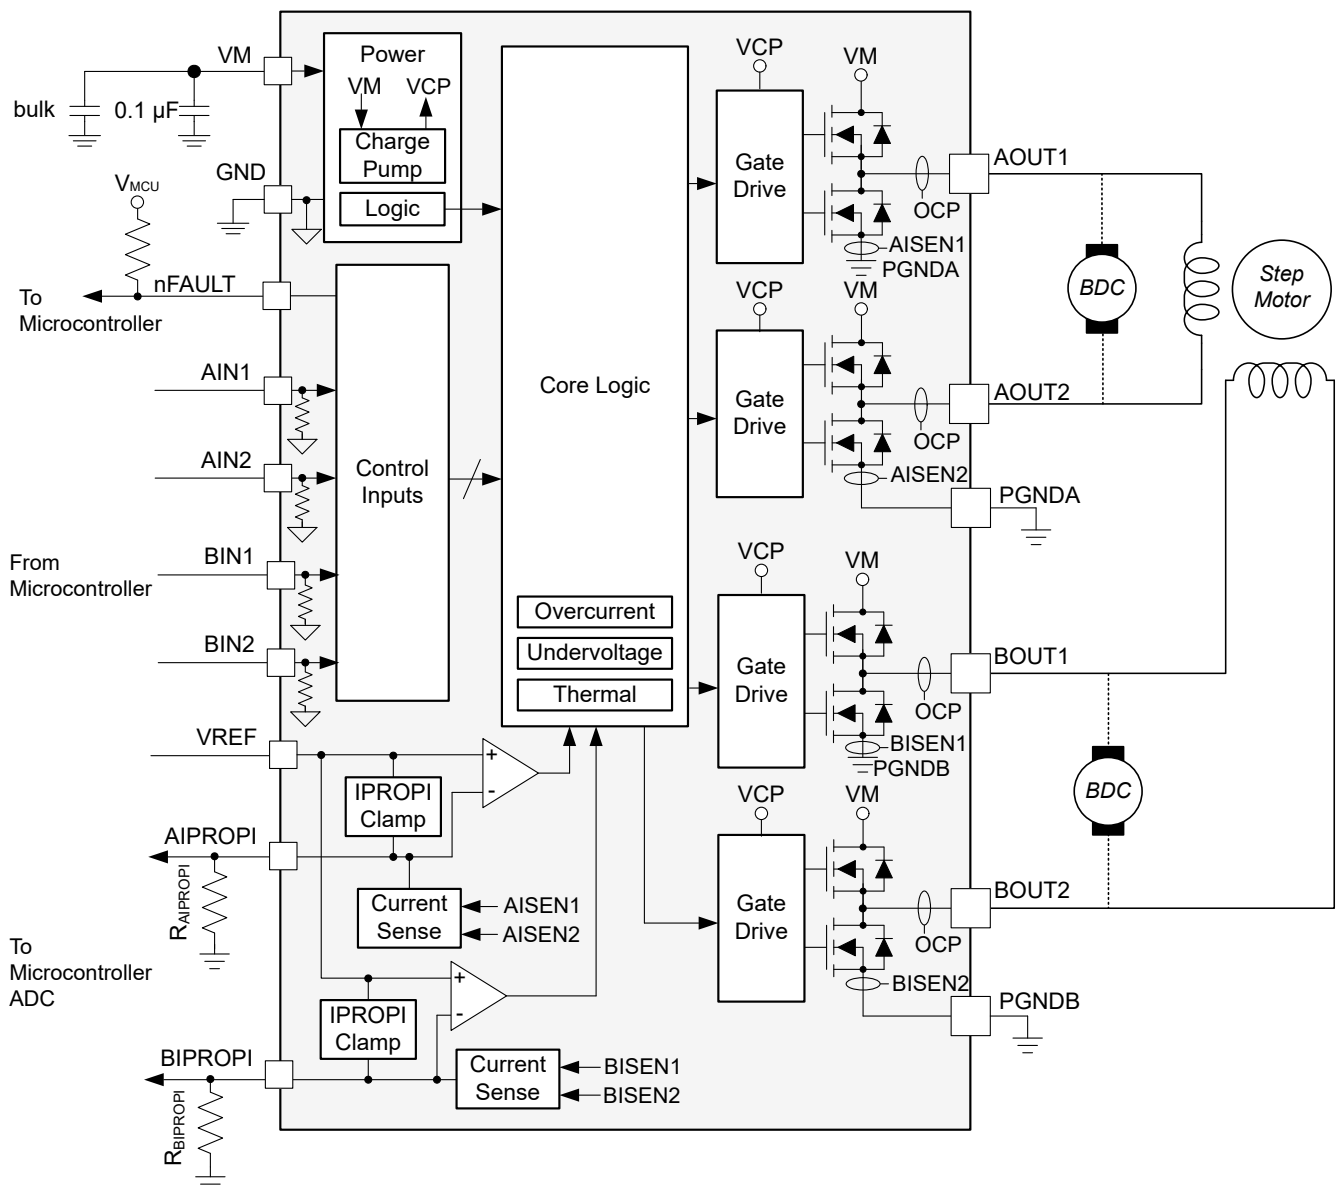 VM
bulk
0.1 µF
GND
VMCU
nFAULT
To
Microcontroller
AIN1
AIN2
From
Microcontroller
BIN1
BIN2
VREF
AIPROPI
RAIPROPI
To
Microcontroller
ADC
BIPROPI
RBIPROPI
Power
VM
VCP
Charge
Pump
Logic
Control
Inputs
Core Logic
Overcurrent
Undervoltage
Thermal
+
-
IPROPI
Clamp
Current
Sense
AISEN1
AISEN2
+
-
IPROPI
Clamp
Current
Sense
BISEN1
BISEN2
VCP
VM
Gate
Drive
OCP
AISEN1
PGNDA
VCP
VM
Gate
Drive
OCP
AISEN2
VCP
VM
Gate
Drive
OCP
BISEN1
PGNDB
VCP
VM
Gate
Drive
OCP
BISEN2
AOUT1
BDC
Step
Motor
AOUT2
PGNDA
BOUT1
BDC
BOUT2
PGNDB